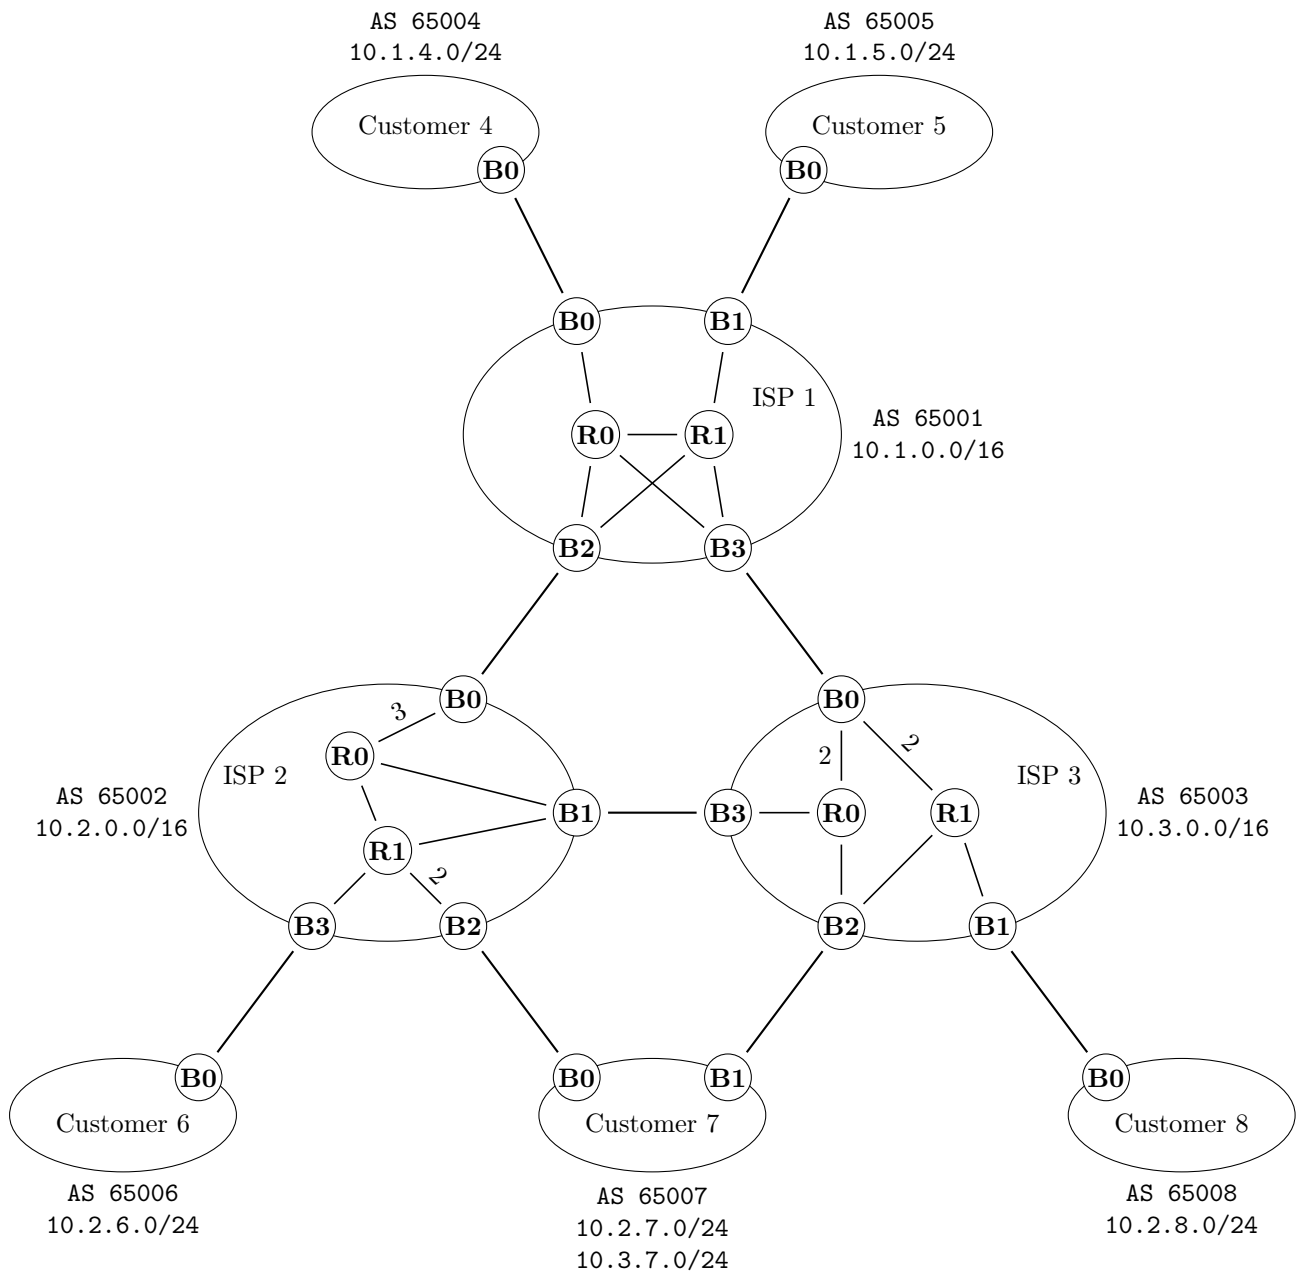 AS 65004
10.1.4.0/24
AS 65005
10.1.5.0/24
Customer 4
Customer 5
B0
B0
B0
B1
ISP 1
AS 65001
10.1.0.0/16
R0
R1
B2
B3
B0
B0
3
2
2
R0
ISP 2
ISP 3
AS 65002
10.2.0.0/16
B1
B3
R0
R1
AS 65003
10.3.0.0/16
R1
2
B3
B2
B2
B1
B0
B0
B1
B0
Customer 6
Customer 7
Customer 8
AS 65006
10.2.6.0/24
AS 65007
10.2.7.0/24
10.3.7.0/24
AS 65008
10.2.8.0/24